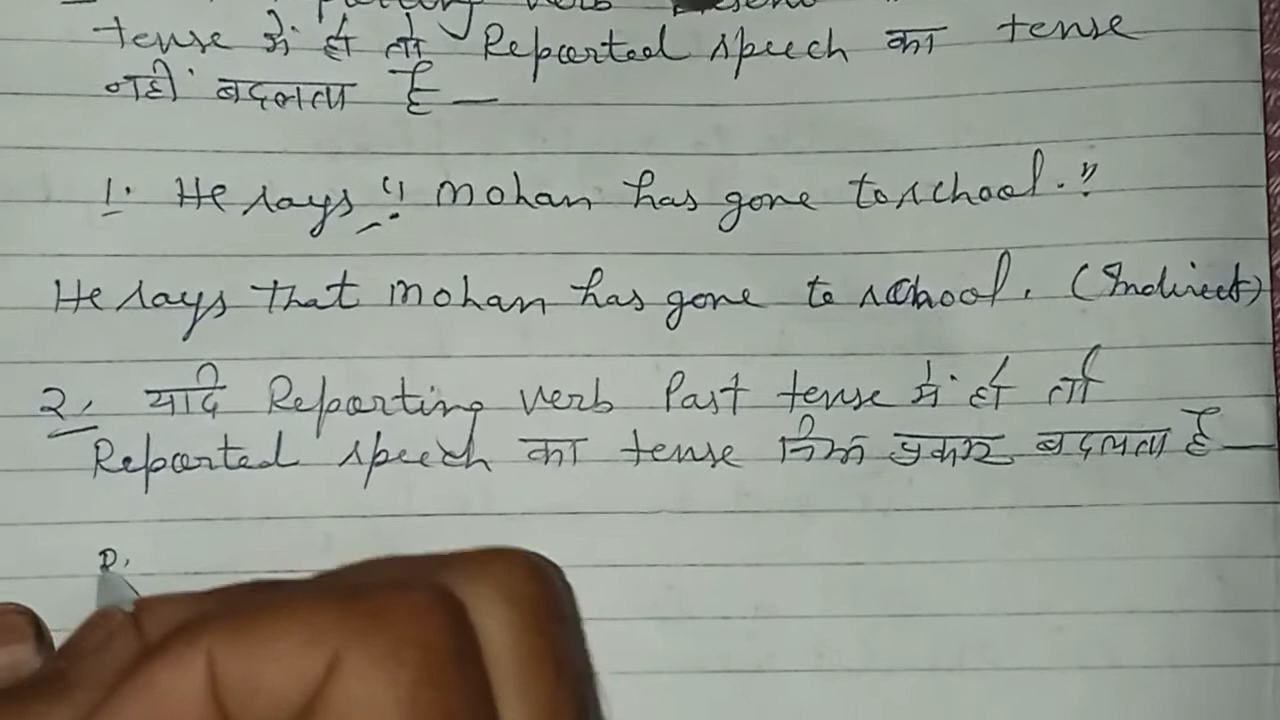 verb
tense में हो तो Reported speech का tense
नहीं बदलता है —
1. He says, "Mohan has gone to school."
He says that Mohan has gone to school. (Indirect)
2. यदि Reporting verb Past tense में हो तो
Reported speech का tense निम्न प्रकार बदलता है —
D.